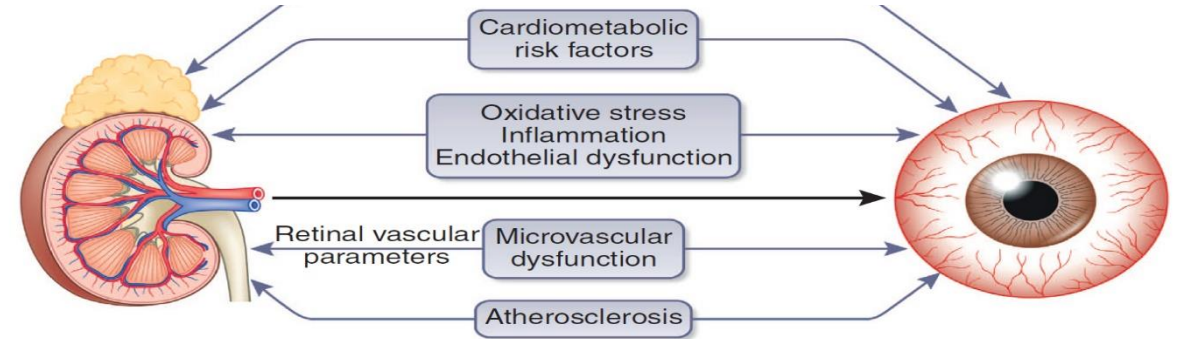 Cardiometabolic
risk factors
Oxidative stress
Inflammation
Endothelial dysfunction
Retinal vascular
parameters
Microvascular
dysfunction
Atherosclerosis